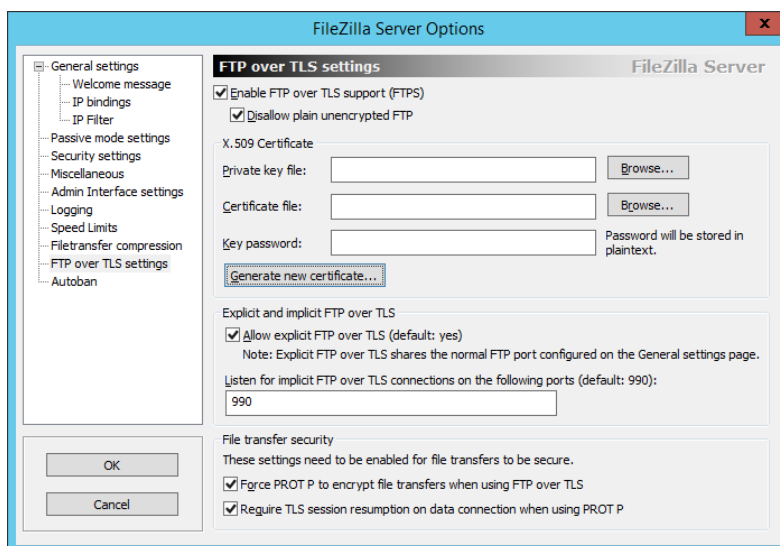 FileZilla Server Options
x
General settings
Welcome message
IP bindings
IP Filter
Passive mode settings
Security settings
Miscellaneous
Admin Interface settings
Logging
Speed Limits
Filetransfer compression
FTP over TLS settings
Autoban
OK
Cancel
FTP over TLS settings
FileZilla Server
Enable FTP over TLS support (FTPS)
Disallow plain unencrypted FTP
X.509 Certificate
Private key file:
Browse...
Certificate file:
Browse...
Key password:
Password will be stored in
plaintext.
Generate new certificate...
Explicit and implicit FTP over TLS
Allow explicit FTP over TLS (default: yes)
Note: Explicit FTP over TLS shares the normal FTP port configured on the General settings page.
Listen for implicit FTP over TLS connections on the following ports (default: 990):
990
File transfer security
These settings need to be enabled for file transfers to be secure.
Force PROT P to encrypt file transfers when using FTP over TLS
Require TLS session resumption on data connection when using PROT P